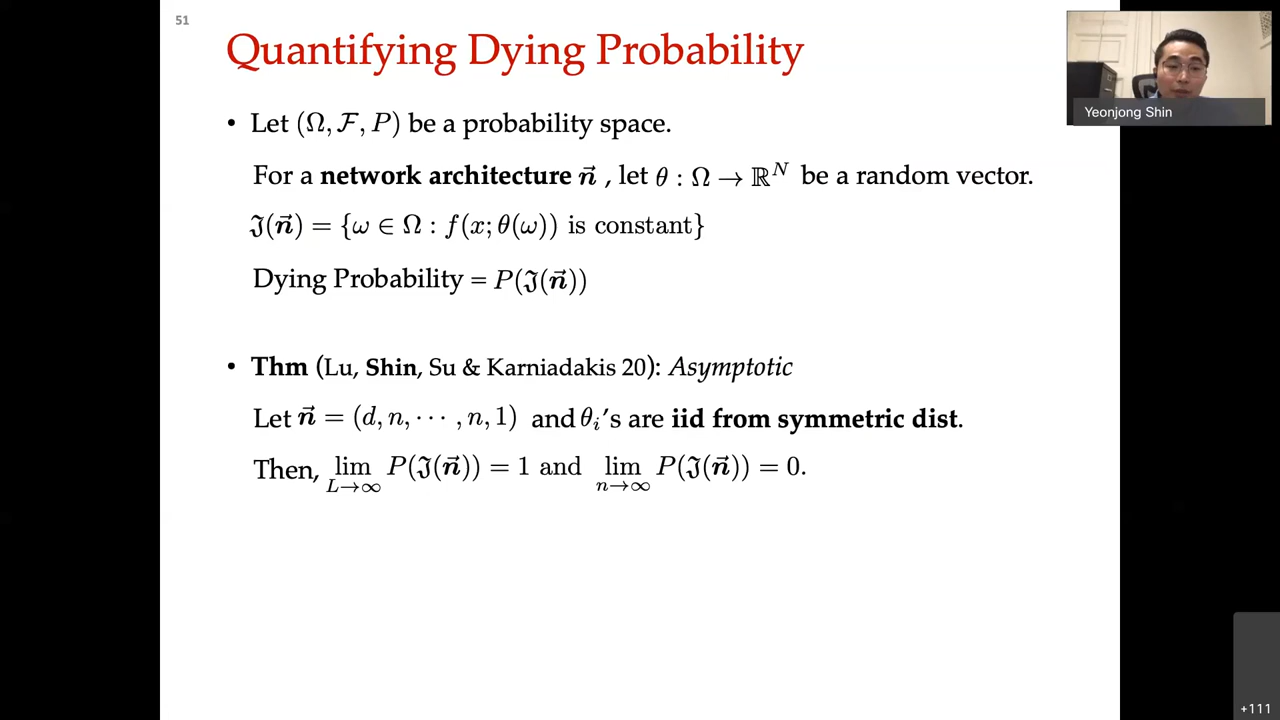 51
Quantifying Dying Probability
Yeonjong Shin
• Let (Ω, ℱ, P) be a probability space.
For a network architecture n⃗ , let θ : Ω → ℝ^N be a random vector.
𝔍(n⃗) = {ω ∈ Ω : f(x; θ(ω)) is constant}
Dying Probability = P(𝔍(n⃗))
• Thm (Lu, Shin, Su & Karniadakis 20): Asymptotic
Let n⃗ = (d, n, ⋯ , n, 1) and θ_i's are iid from symmetric dist.
Then, lim_{L→∞} P(𝔍(n⃗)) = 1 and lim_{n→∞} P(𝔍(n⃗)) = 0.
+111